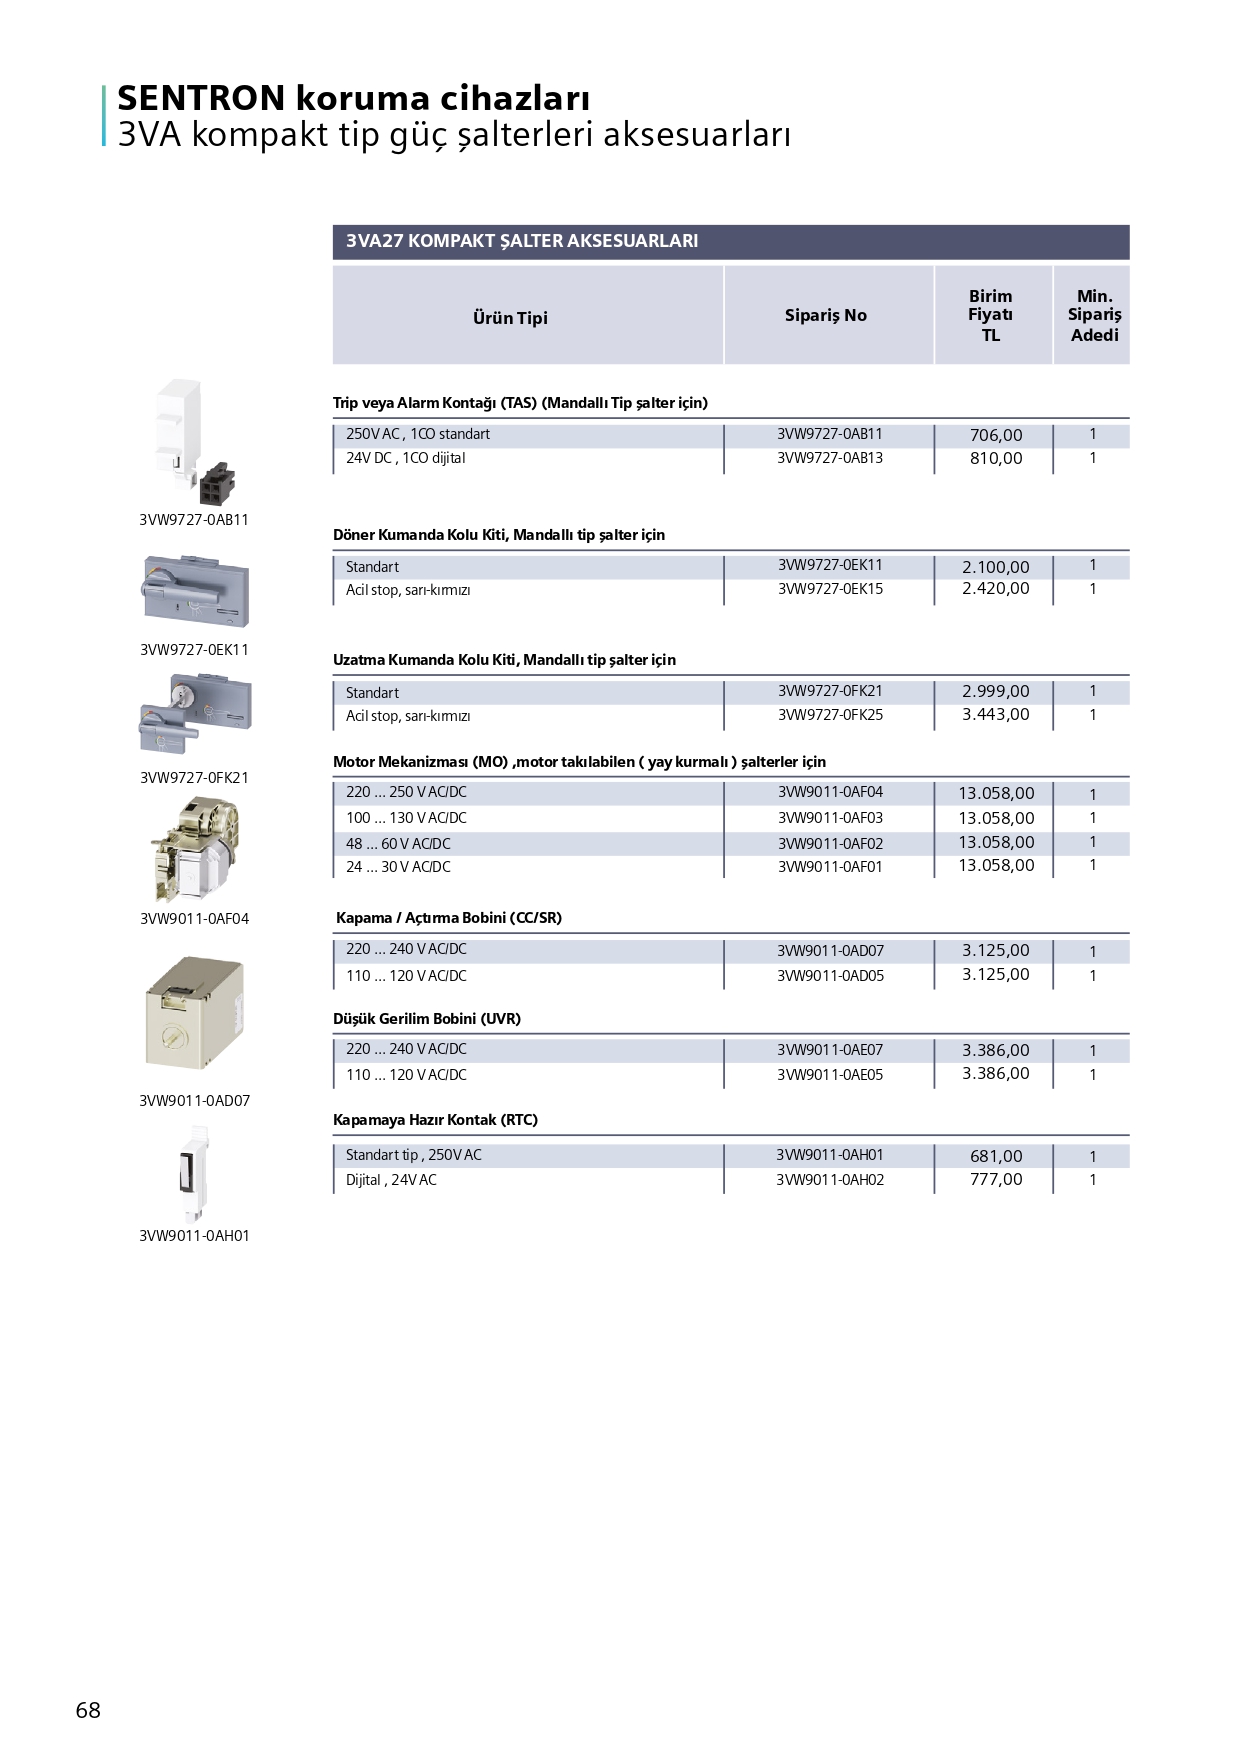 SENTRON koruma cihazları
3VA kompakt tip güç şalterleri aksesuarları
3VA27 KOMPAKT ŞALTER AKSESUARLARI
Ürün Tipi Sipariş No Birim Fiyatı TL Min. Sipariş Adedi
Trip veya Alarm Kontağı (TAS) (Mandallı Tip şalter için)
250V AC , 1CO standart 3VW9727-0AB11 706,00 1
24V DC , 1CO dijital 3VW9727-0AB13 810,00 1
3VW9727-0AB11
Döner Kumanda Kolu Kiti, Mandallı tip şalter için
Standart 3VW9727-0EK11 2.100,00 1
Acil stop, sarı-kırmızı 3VW9727-0EK15 2.420,00 1
3VW9727-0EK11
Uzatma Kumanda Kolu Kiti, Mandallı tip şalter için
Standart 3VW9727-0FK21 2.999,00 1
Acil stop, sarı-kırmızı 3VW9727-0FK25 3.443,00 1
3VW9727-0FK21
Motor Mekanizması (MO) ,motor takılabilen ( yay kurmalı ) şalterler için
220 ... 250 V AC/DC 3VW9011-0AF04 13.058,00 1
100 ... 130 V AC/DC 3VW9011-0AF03 13.058,00 1
48 ... 60 V AC/DC 3VW9011-0AF02 13.058,00 1
24 ... 30 V AC/DC 3VW9011-0AF01 13.058,00 1
3VW9011-0AF04
Kapama / Açtırma Bobini (CC/SR)
220 ... 240 V AC/DC 3VW9011-0AD07 3.125,00 1
110 ... 120 V AC/DC 3VW9011-0AD05 3.125,00 1
Düşük Gerilim Bobini (UVR)
220 ... 240 V AC/DC 3VW9011-0AE07 3.386,00 1
110 ... 120 V AC/DC 3VW9011-0AE05 3.386,00 1
3VW9011-0AD07
Kapamaya Hazır Kontak (RTC)
Standart tip , 250V AC 3VW9011-0AH01 681,00 1
Dijital , 24V AC 3VW9011-0AH02 777,00 1
3VW9011-0AH01
68